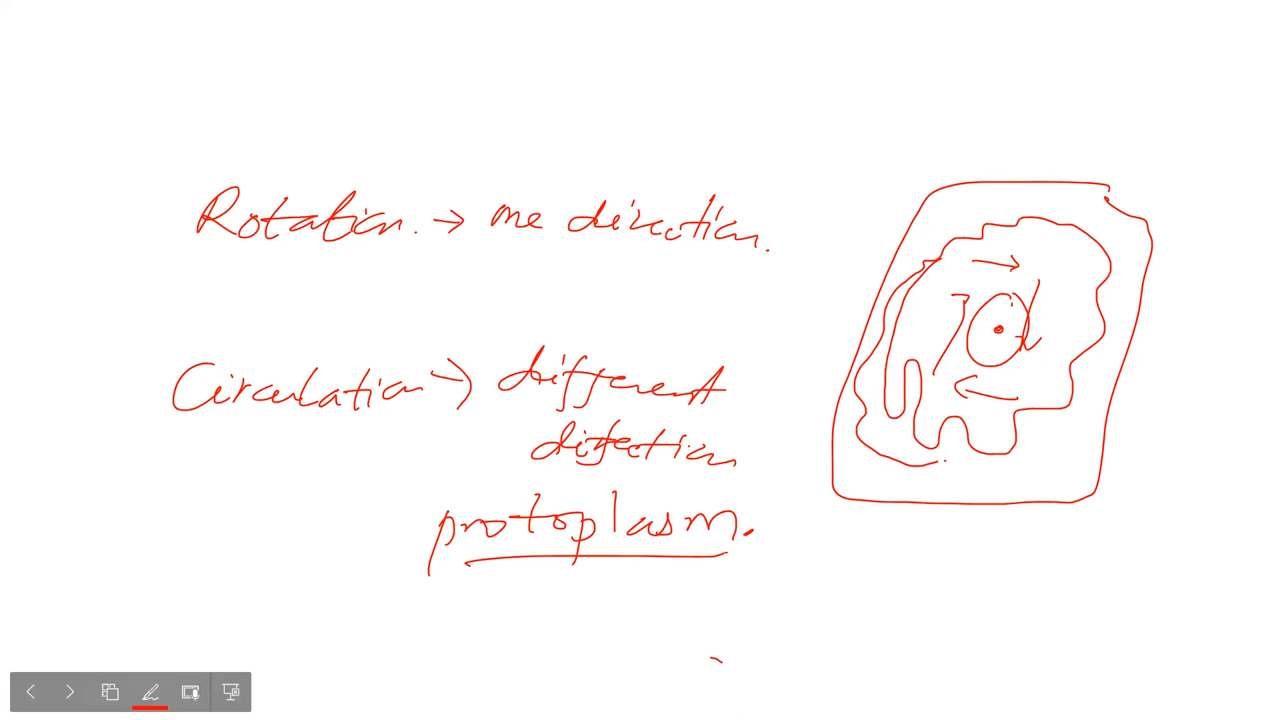 Rotation. → one direction.
Circulation → different
direction
protoplasm.